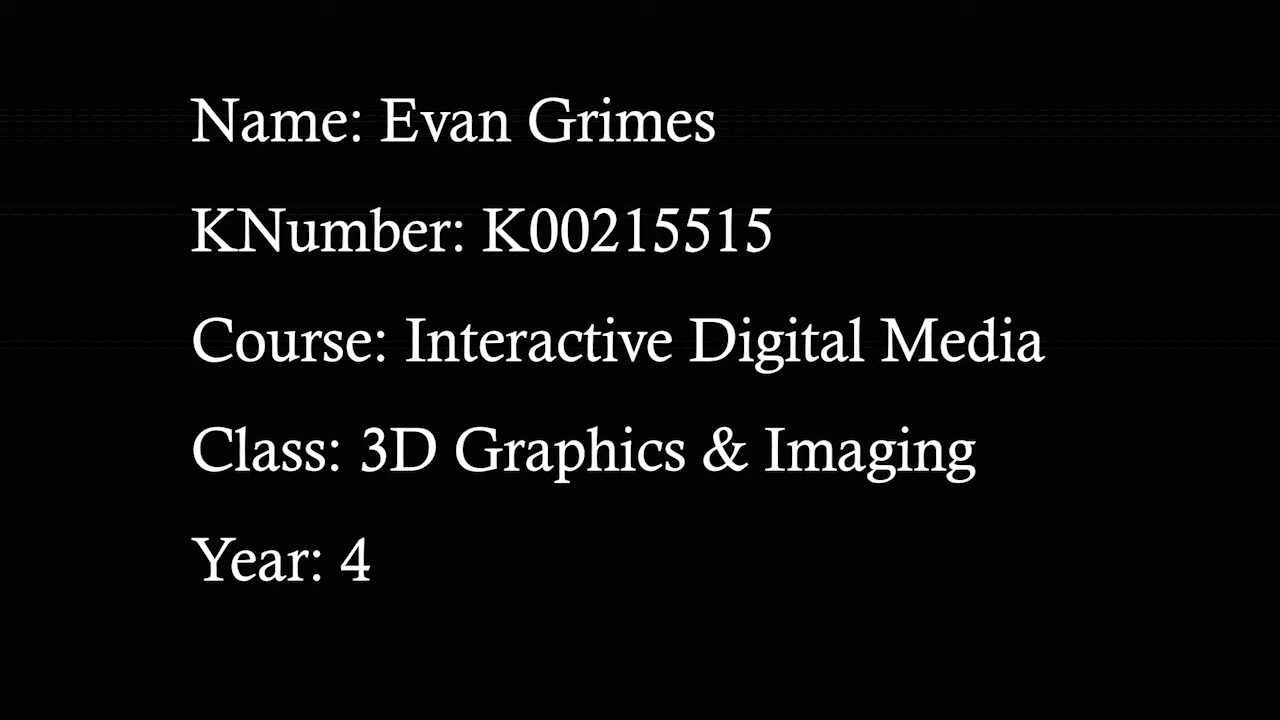 Name: Evan Grimes
KNumber: K00215515
Course: Interactive Digital Media
Class: 3D Graphics & Imaging
Year: 4